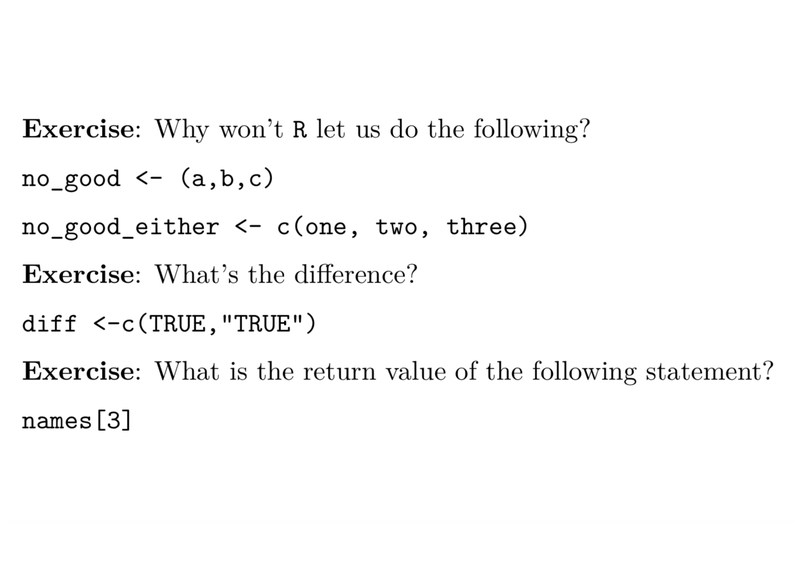 Exercise: Why won't R let us do the following?
no_good <- (a,b,c)
no_good_either <- c(one, two, three)
Exercise: What's the difference?
diff <-c(TRUE,"TRUE")
Exercise: What is the return value of the following statement?
names[3]